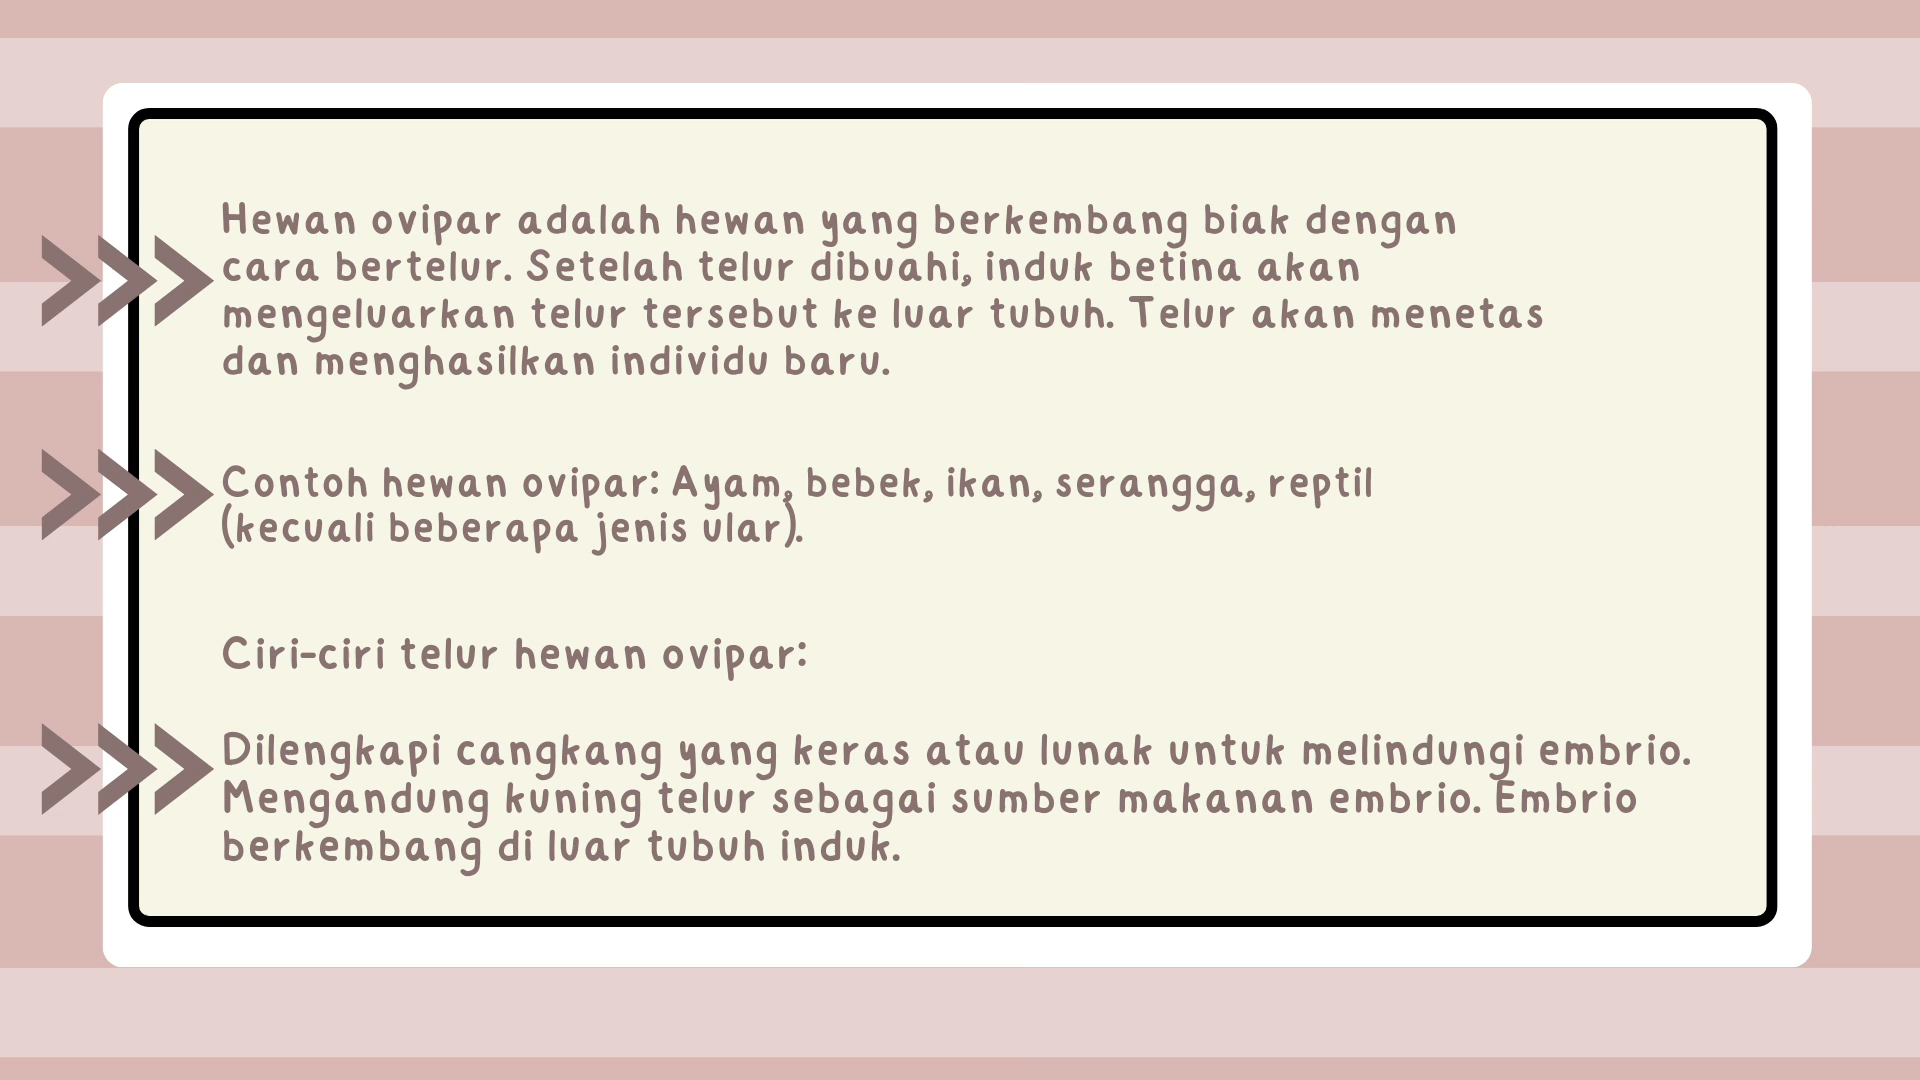 Hewan ovipar adalah hewan yang berkembang biak dengan
cara bertelur. Setelah telur dibuahi, induk betina akan
mengeluarkan telur tersebut ke luar tubuh. Telur akan menetas
dan menghasilkan individu baru.
Contoh hewan ovipar: Ayam, bebek, ikan, serangga, reptil
(kecuali beberapa jenis ular).
Ciri-ciri telur hewan ovipar:
Dilengkapi cangkang yang keras atau lunak untuk melindungi embrio.
Mengandung kuning telur sebagai sumber makanan embrio. Embrio
berkembang di luar tubuh induk.